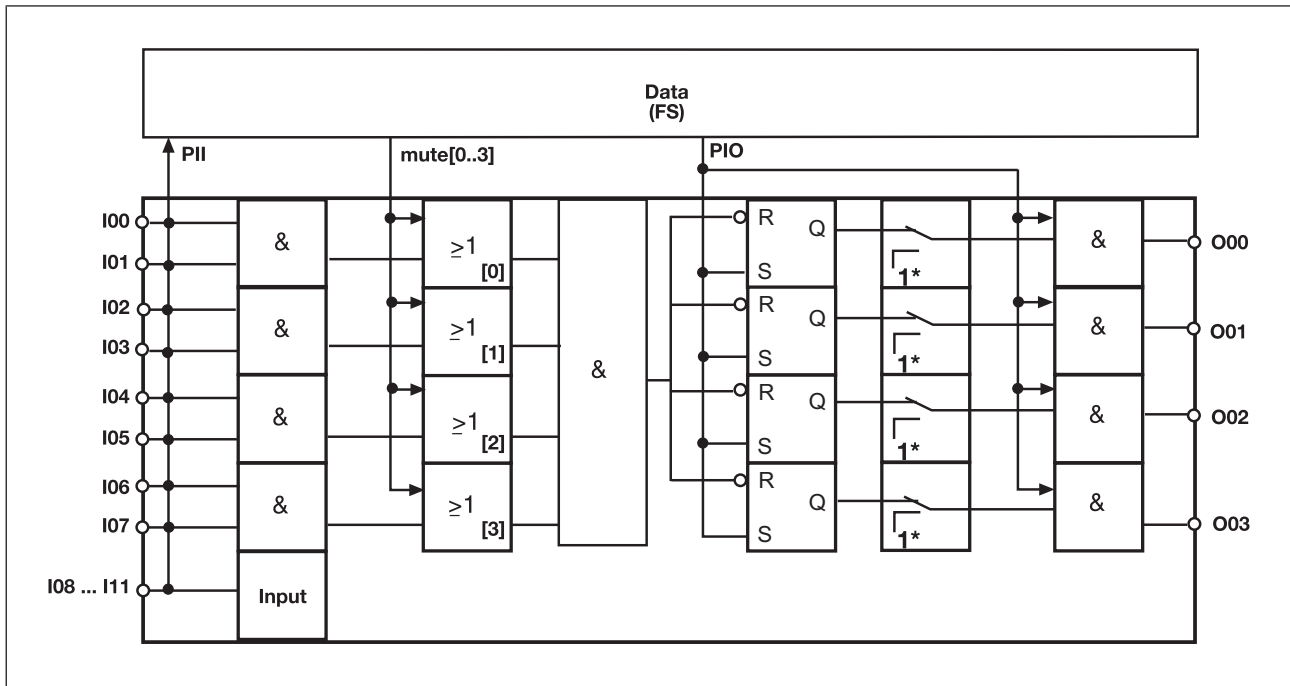 Data
(FS)
PII
mute[0..3]
PIO
I00
I01
I02
I03
I04
I05
I06
I07
I08 ... I11
&
&
&
&
Input
≥1
[0]
≥1
[1]
≥1
[2]
≥1
[3]
&
R
Q
S
R
Q
S
R
Q
S
R
Q
S
1*
1*
1*
1*
&
&
&
&
O00
O01
O02
O03